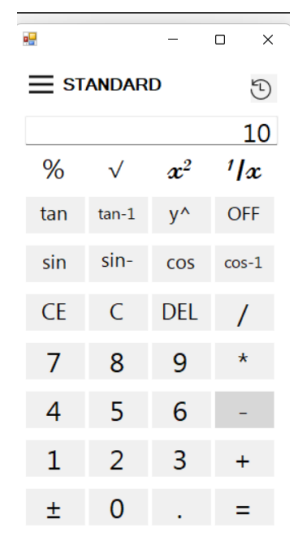 STANDARD
10
% √ x² ¹/x
tan tan-1 y^ OFF
sin sin- cos cos-1
CE C DEL /
7 8 9 *
4 5 6 -
1 2 3 +
± 0 . =